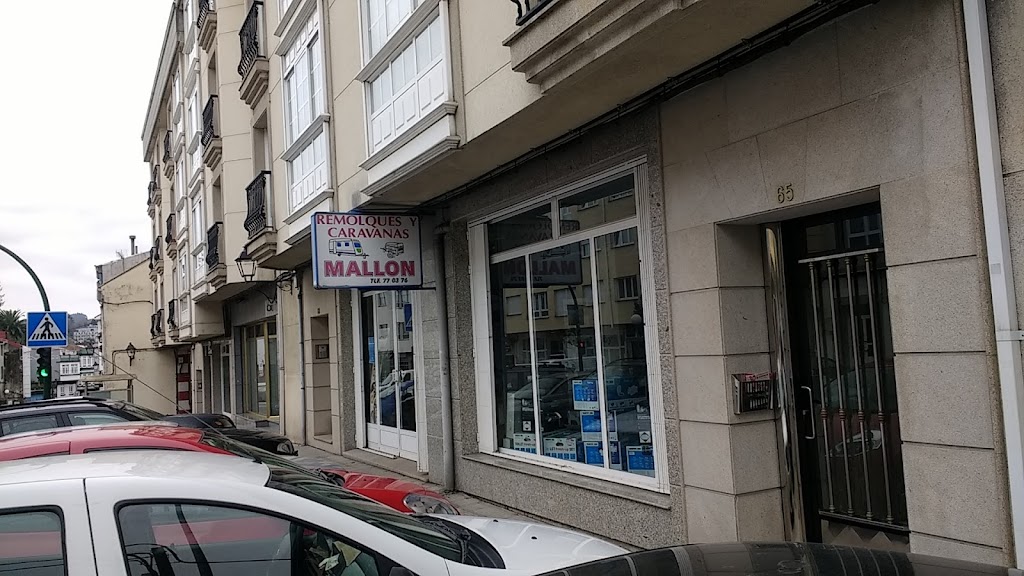 REMOLQUES Y
CARAVANAS
MALLON
TLF. 77 03 76
65